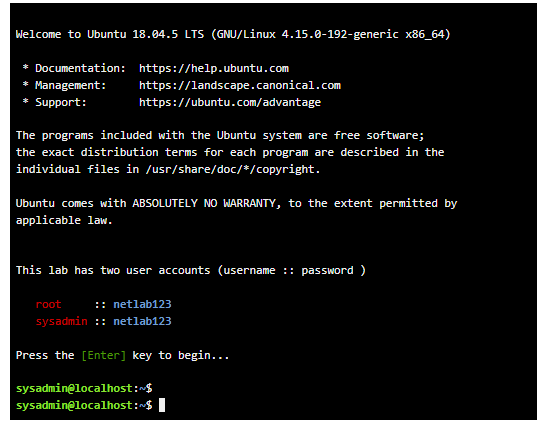 Welcome to Ubuntu 18.04.5 LTS (GNU/Linux 4.15.0-192-generic x86_64)
* Documentation:  https://help.ubuntu.com
* Management:     https://landscape.canonical.com
* Support:        https://ubuntu.com/advantage
The programs included with the Ubuntu system are free software;
the exact distribution terms for each program are described in the
individual files in /usr/share/doc/*/copyright.
Ubuntu comes with ABSOLUTELY NO WARRANTY, to the extent permitted by
applicable law.
This lab has two user accounts (username :: password )
root     :: netlab123
sysadmin :: netlab123
Press the [Enter] key to begin...
sysadmin@localhost:~$
sysadmin@localhost:~$